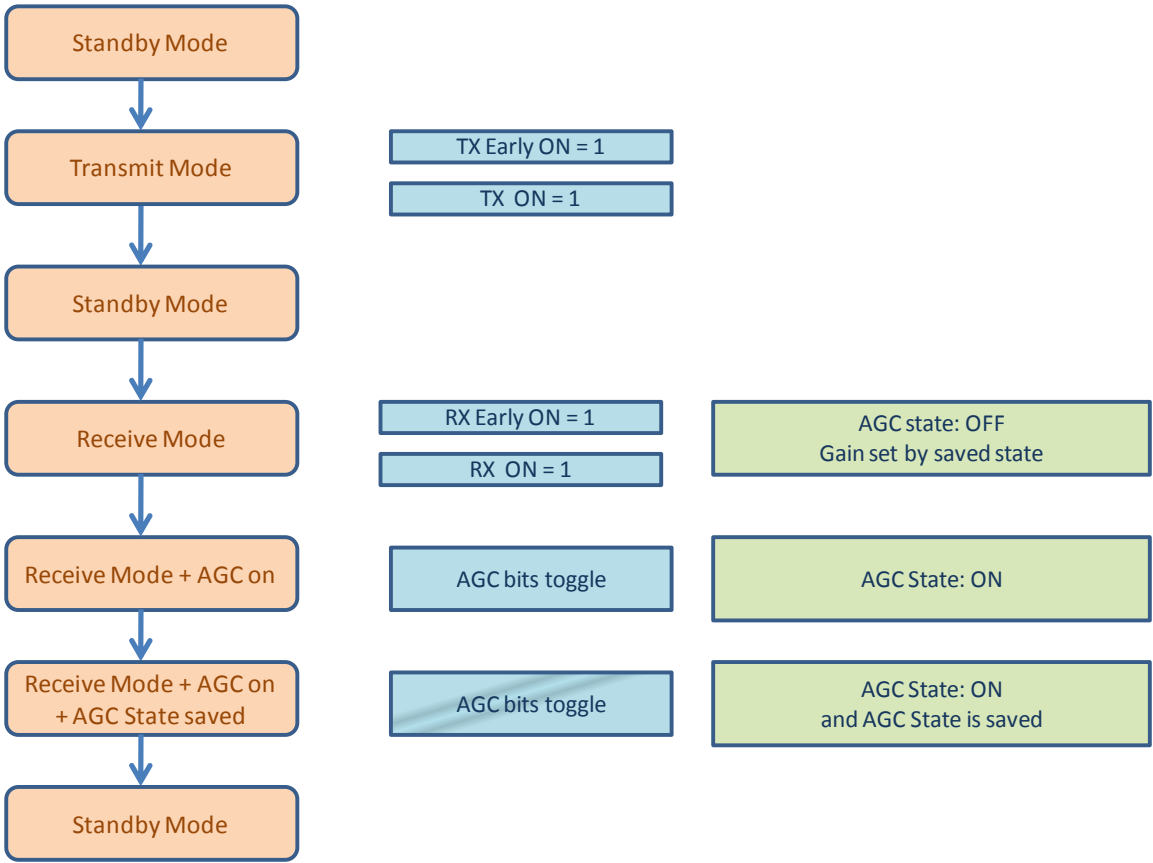 Standby Mode
Transmit Mode
TX Early ON = 1
TX ON = 1
Standby Mode
Receive Mode
RX Early ON = 1
RX ON = 1
AGC state: OFF
Gain set by saved state
Receive Mode + AGC on
AGC bits toggle
AGC State: ON
Receive Mode + AGC on
+ AGC State saved
AGC bits toggle
AGC State: ON
and AGC State is saved
Standby Mode